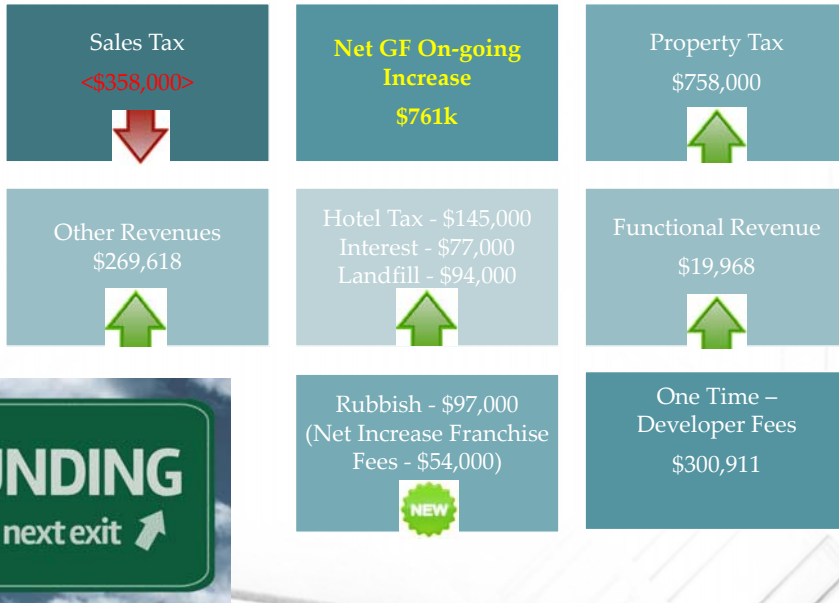 Sales Tax
<$358,000>
Net GF On-going
Increase
$761k
Property Tax
$758,000
Other Revenues
$269,618
Hotel Tax - $145,000
Interest - $77,000
Landfill - $94,000
Functional Revenue
$19,968
next exit
Rubbish - $97,000
(Net Increase Franchise
Fees - $54,000)
NEW
One Time –
Developer Fees
$300,911